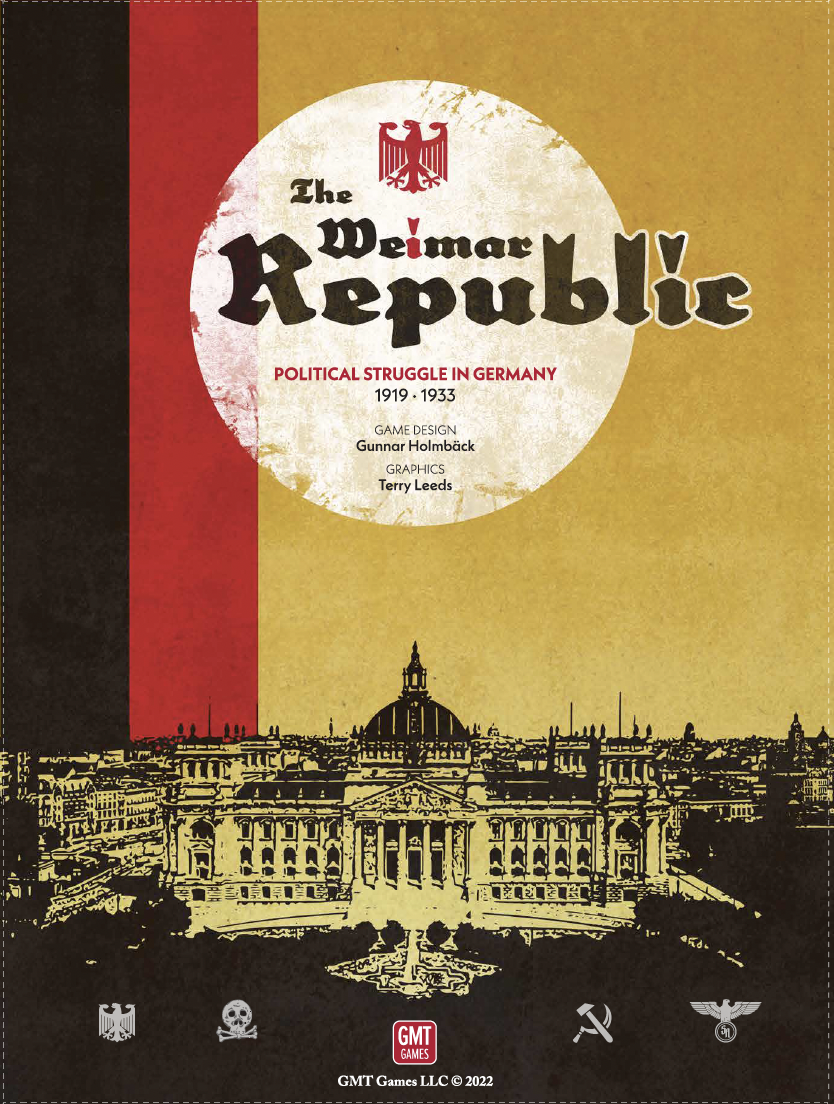 The
Weimar
Republic
POLITICAL STRUGGLE IN GERMANY
1919 · 1933
GAME DESIGN
Gunnar Holmbäck
GRAPHICS
Terry Leeds
GMT
GAMES
GMT Games LLC © 2022